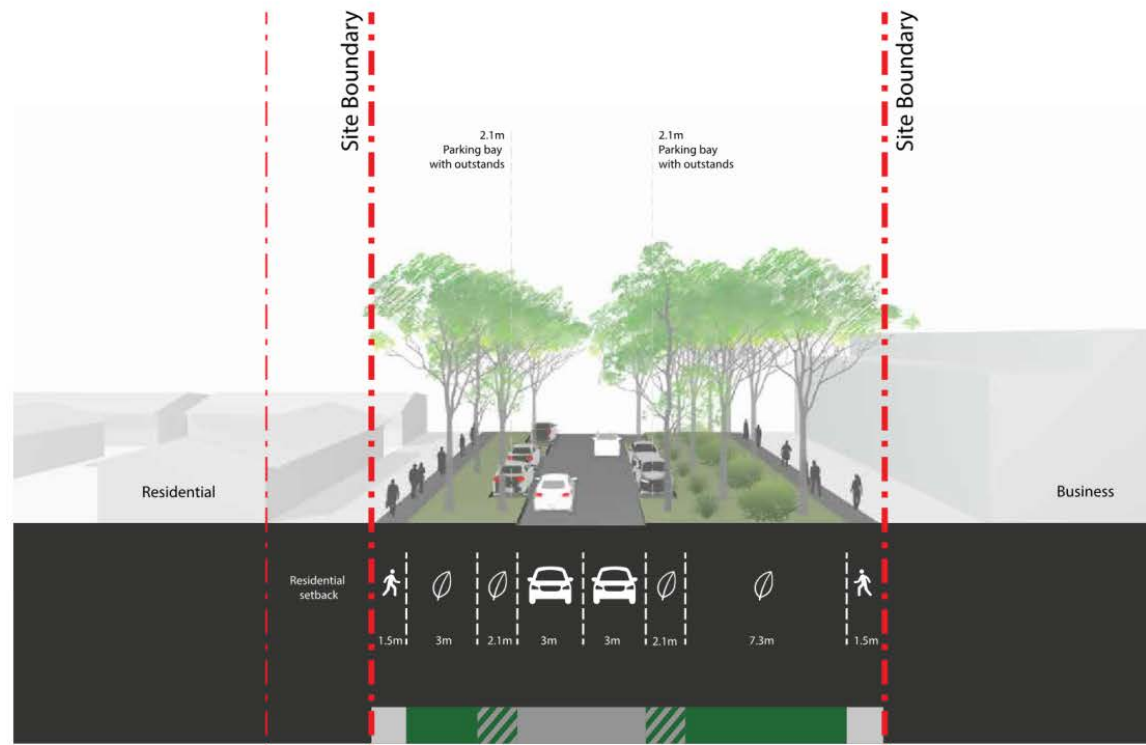 Site Boundary
Site Boundary
2.1m
Parking bay
with outstands
2.1m
Parking bay
with outstands
Residential
Business
Residential
setback
1.5m
3m
2.1m
3m
3m
2.1m
7.3m
1.5m